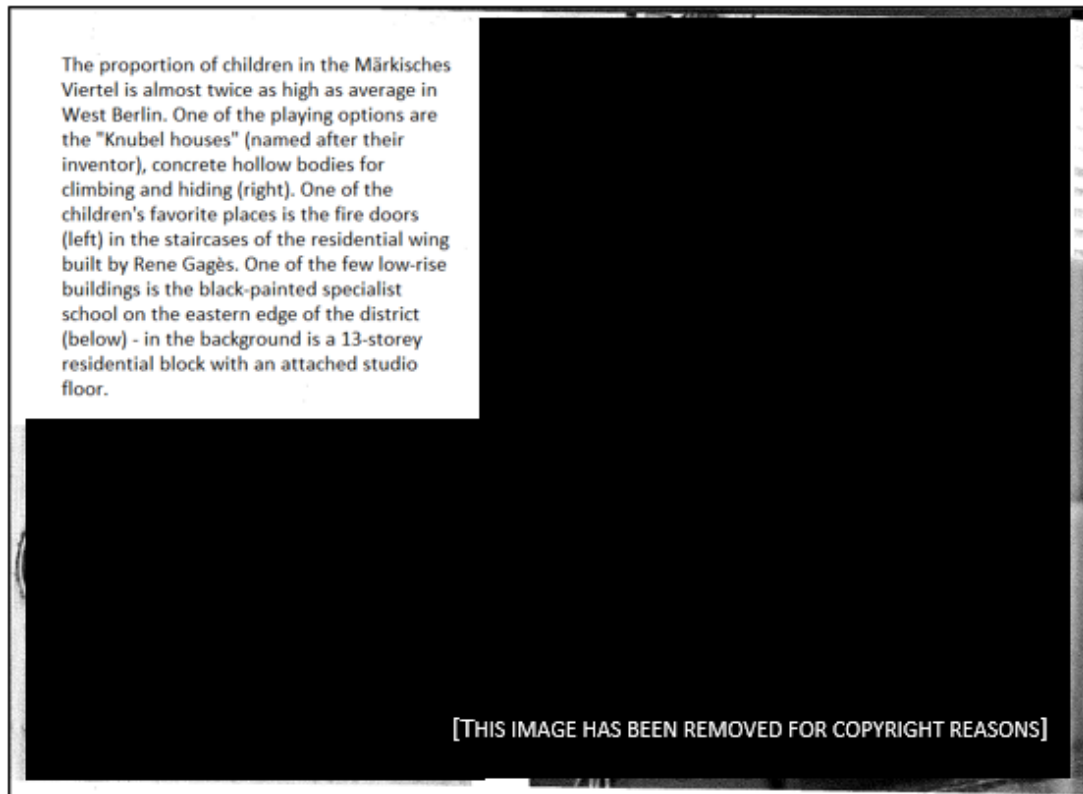 The proportion of children in the Märkisches
Viertel is almost twice as high as average in
West Berlin. One of the playing options are
the "Knubel houses" (named after their
inventor), concrete hollow bodies for
climbing and hiding (right). One of the
children's favorite places is the fire doors
(left) in the staircases of the residential wing
built by Rene Gagès. One of the few low-rise
buildings is the black-painted specialist
school on the eastern edge of the district
(below) - in the background is a 13-storey
residential block with an attached studio
floor.
[THIS IMAGE HAS BEEN REMOVED FOR COPYRIGHT REASONS]